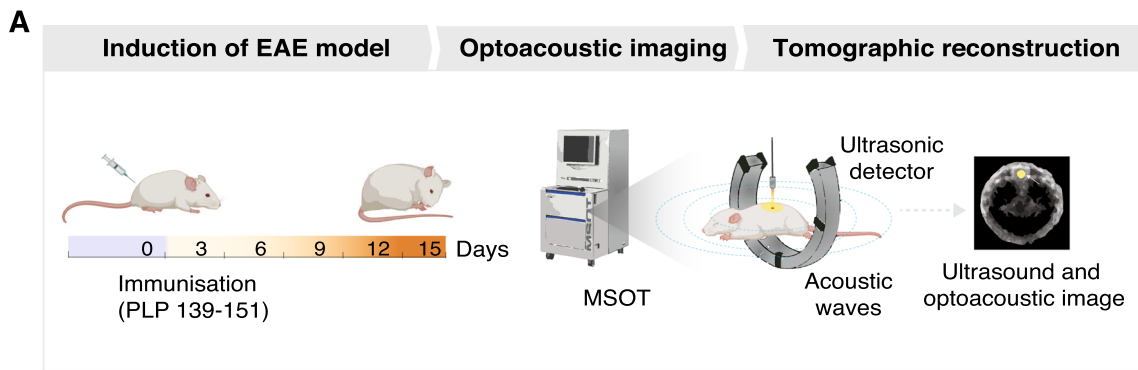 A
Induction of EAE model
Optoacoustic imaging
Tomographic reconstruction
Ultrasonic
detector
0 3 6 9 12 15 Days
Immunisation
(PLP 139-151)
MSOT
Acoustic
waves
Ultrasound and
optoacoustic image